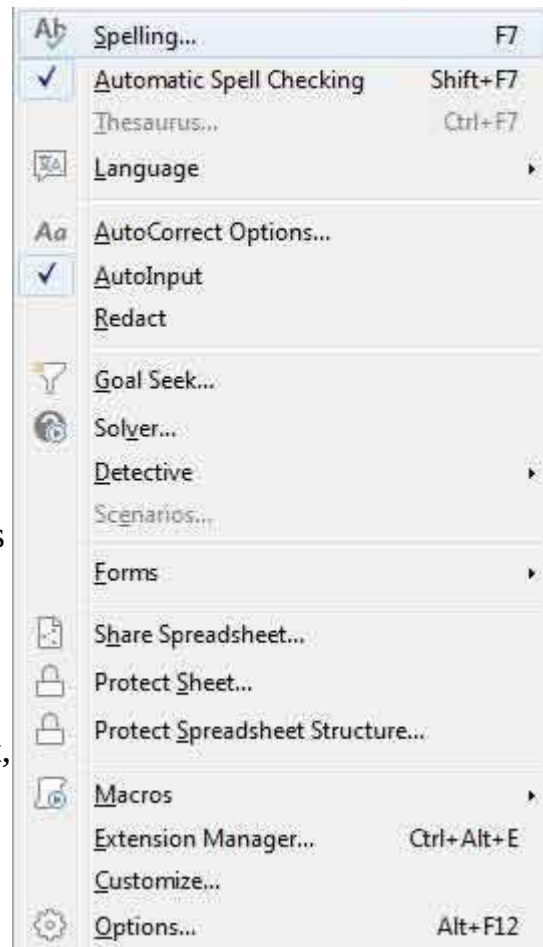 Spelling... F7
Automatic Spell Checking Shift+F7
Thesaurus... Ctrl+F7
Language
AutoCorrect Options...
AutoInput
Redact
Goal Seek...
Solver...
Detective
Scenarios...
Forms
Share Spreadsheet...
Protect Sheet...
Protect Spreadsheet Structure...
Macros
Extension Manager... Ctrl+Alt+E
Customize...
Options... Alt+F12